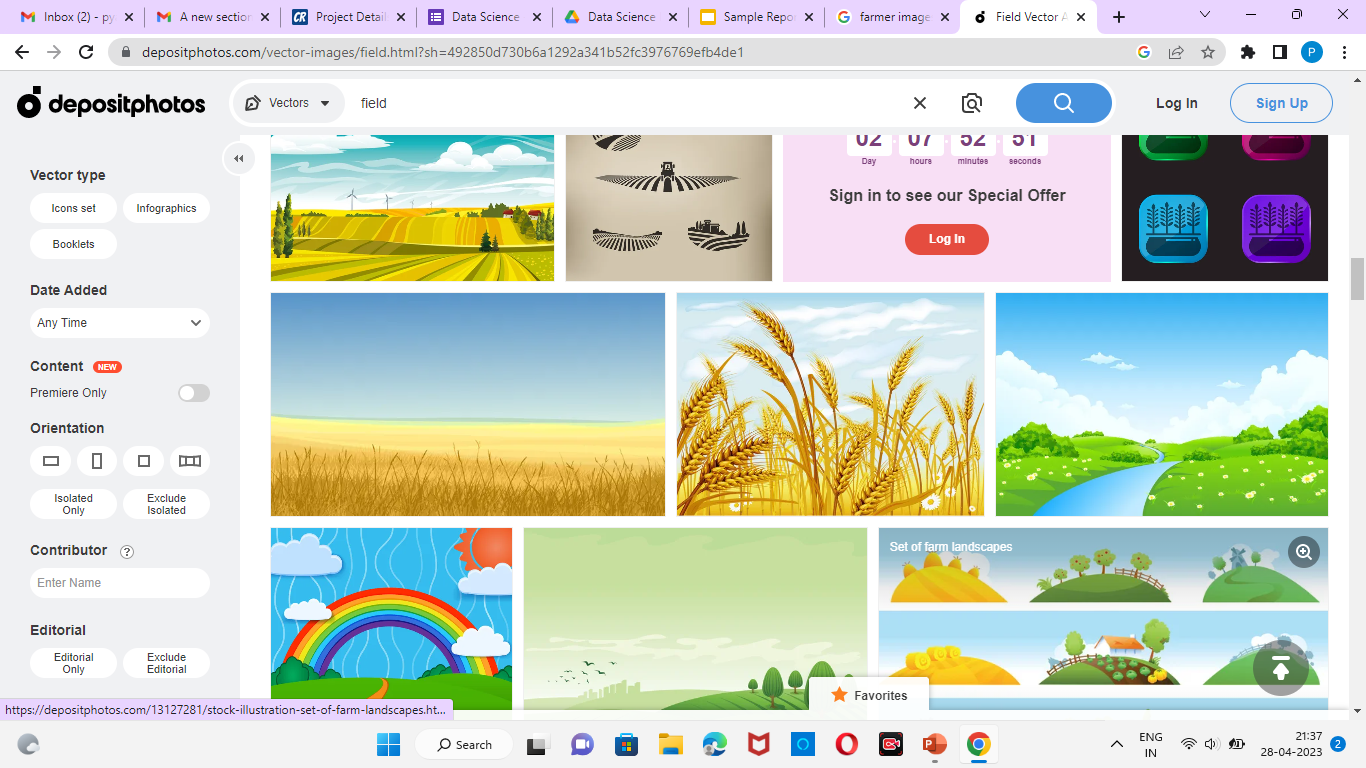 Inbox (2) - py
A new section
Project Detail
Data Science
Data Science
Sample Repor
farmer image
Field Vector A
depositphotos.com/vector-images/field.html?sh=492850d730b6a1292a341b52fc3976769efb4de1
P
depositphotos
Vectors
field
Log In
Sign Up
02 07 52 51
Day hours minutes seconds
Sign in to see our Special Offer
Log In
Vector type
Icons set
Infographics
Booklets
Date Added
Any Time
Content NEW
Premiere Only
Orientation
Isolated Only
Exclude Isolated
Contributor ?
Enter Name
Editorial
Editorial Only
Exclude Editorial
Set of farm landscapes
Favorites
https://depositphotos.com/13127281/stock-illustration-set-of-farm-landscapes.ht...
Search
ENG
IN
21:37
28-04-2023
2